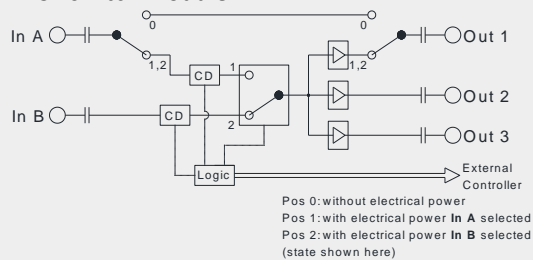 0
0
In A
Out 1
1,2
1,2
CD
1
Out 2
In B
CD
2
Out 3
Logic
External
Controller
Pos 0: without electrical power
Pos 1: with electrical power In A selected
Pos 2: with electrical power In B selected
(state shown here)